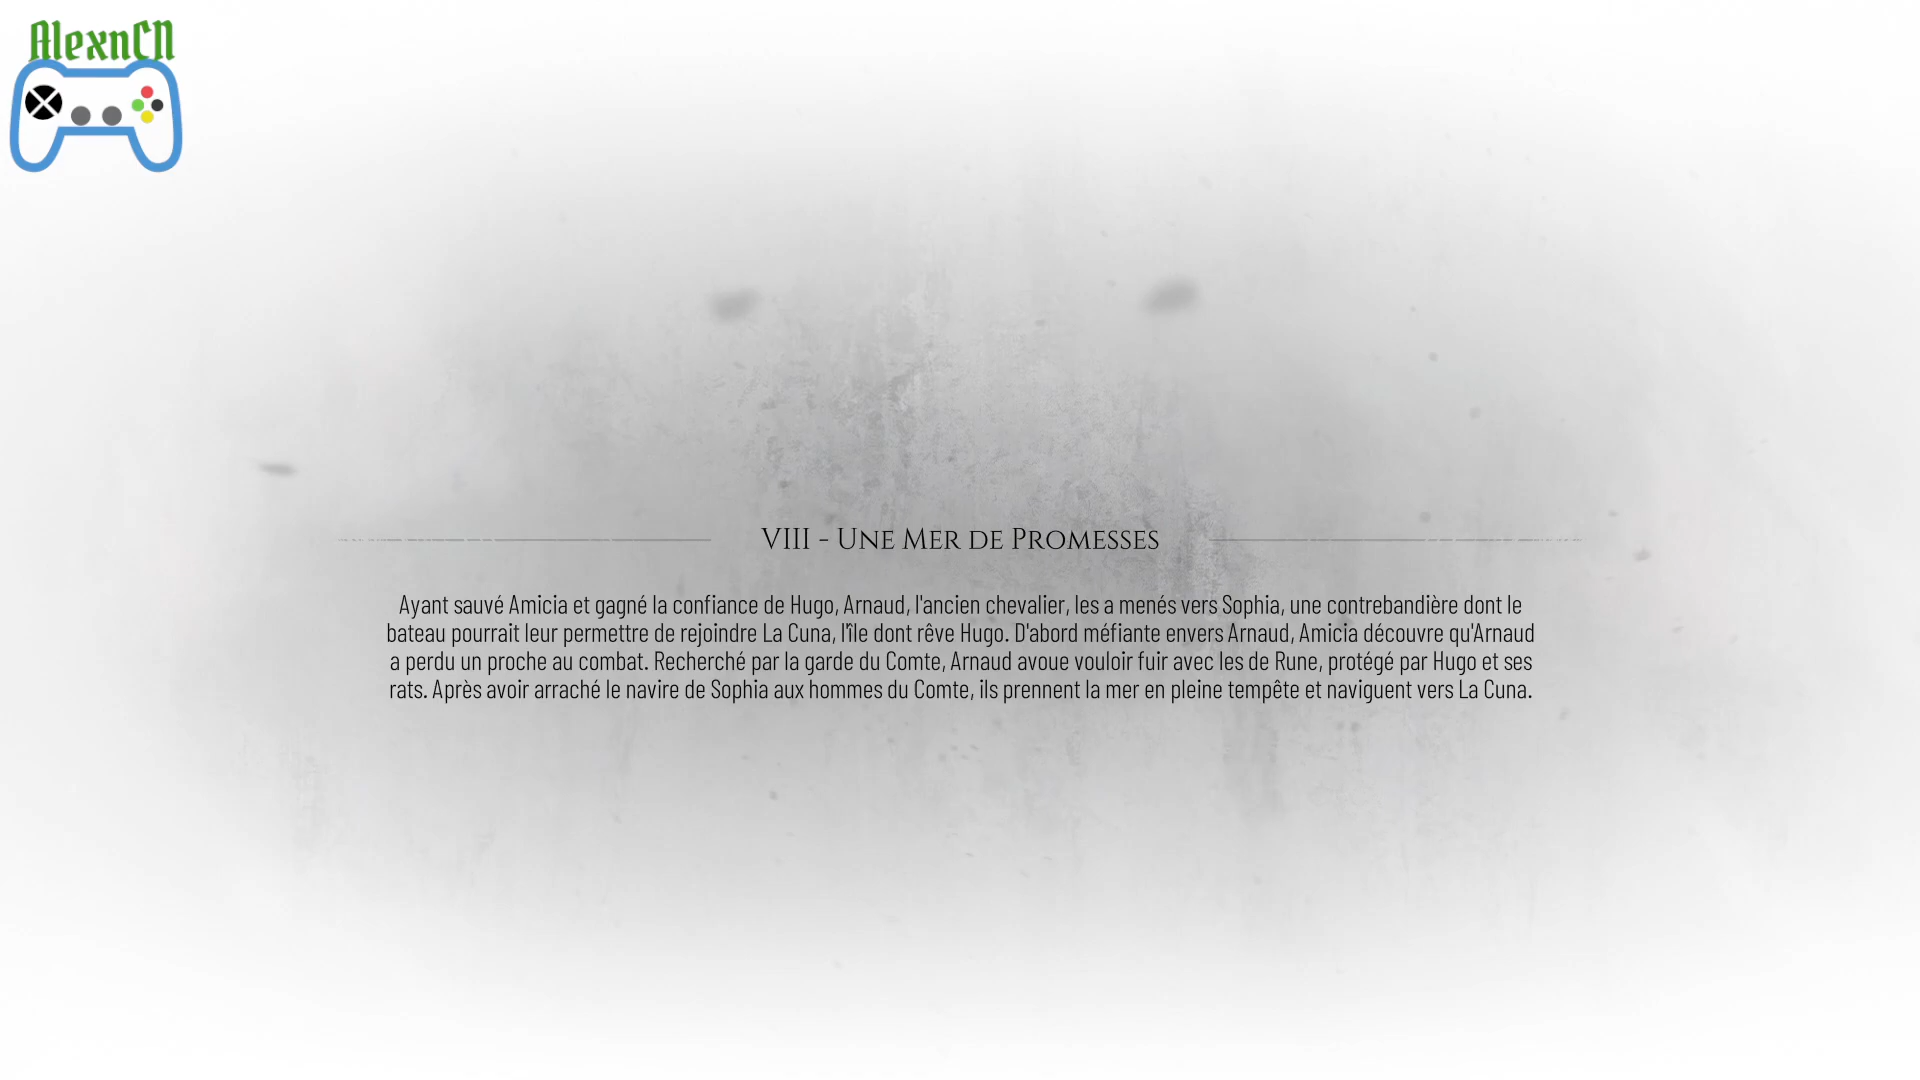 AlexnCN
VIII - Une Mer de Promesses
Ayant sauvé Amicia et gagné la confiance de Hugo, Arnaud, l'ancien chevalier, les a menés vers Sophia, une contrebandière dont le
bateau pourrait leur permettre de rejoindre La Cuna, l'île dont rêve Hugo. D'abord méfiante envers Arnaud, Amicia découvre qu'Arnaud
a perdu un proche au combat. Recherché par la garde du Comte, Arnaud avoue vouloir fuir avec les de Rune, protégé par Hugo et ses
rats. Après avoir arraché le navire de Sophia aux hommes du Comte, ils prennent la mer en pleine tempête et naviguent vers La Cuna.